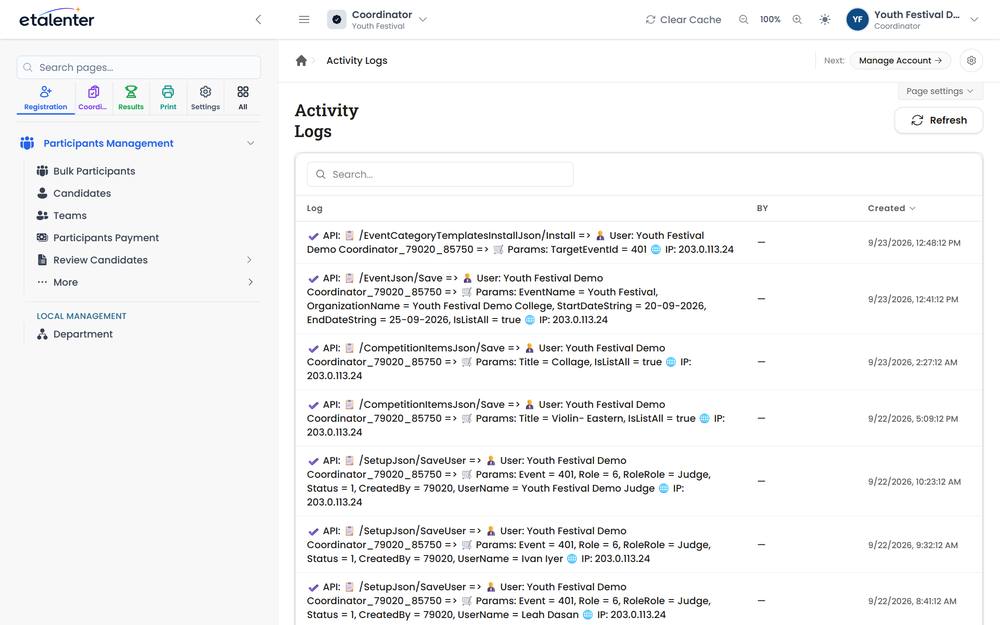 etalenter
Coordinator
Youth Festival
Clear Cache
100%
YF
Youth Festival D...
Coordinator
Search pages...
Registration
Coordi...
Results
Print
Settings
All
Participants Management
Bulk Participants
Candidates
Teams
Participants Payment
Review Candidates
More
LOCAL MANAGEMENT
Department
Activity Logs
Next: Manage Account →
Page settings
Activity
Logs
Refresh
Search...
Log BY Created
API: /EventCategoryTemplatesInstallJson/Install => User: Youth Festival
Demo Coordinator_79020_85750 => Params: TargetEventId = 401 IP: 203.0.113.24
— 9/23/2026, 12:48:12 PM
API: /EventJson/Save => User: Youth Festival Demo
Coordinator_79020_85750 => Params: EventName = Youth Festival,
OrganizationName = Youth Festival Demo College, StartDateString = 20-09-2026,
EndDateString = 25-09-2026, IsListAll = true IP: 203.0.113.24
— 9/23/2026, 12:41:12 PM
API: /CompetitionItemsJson/Save => User: Youth Festival Demo
Coordinator_79020_85750 => Params: Title = Collage, IsListAll = true IP:
203.0.113.24
— 9/23/2026, 2:27:12 AM
API: /CompetitionItemsJson/Save => User: Youth Festival Demo
Coordinator_79020_85750 => Params: Title = Violin- Eastern, IsListAll = true IP:
203.0.113.24
— 9/22/2026, 5:09:12 PM
API: /SetupJson/SaveUser => User: Youth Festival Demo
Coordinator_79020_85750 => Params: Event = 401, Role = 6, RoleRole = Judge,
Status = 1, CreatedBy = 79020, UserName = Youth Festival Demo Judge IP:
203.0.113.24
— 9/22/2026, 10:23:12 AM
API: /SetupJson/SaveUser => User: Youth Festival Demo
Coordinator_79020_85750 => Params: Event = 401, Role = 6, RoleRole = Judge,
Status = 1, CreatedBy = 79020, UserName = Ivan Iyer IP: 203.0.113.24
— 9/22/2026, 9:32:12 AM
API: /SetupJson/SaveUser => User: Youth Festival Demo
Coordinator_79020_85750 => Params: Event = 401, Role = 6, RoleRole = Judge,
Status = 1, CreatedBy = 79020, UserName = Leah Dasan IP: 203.0.113.24
— 9/22/2026, 8:41:12 AM